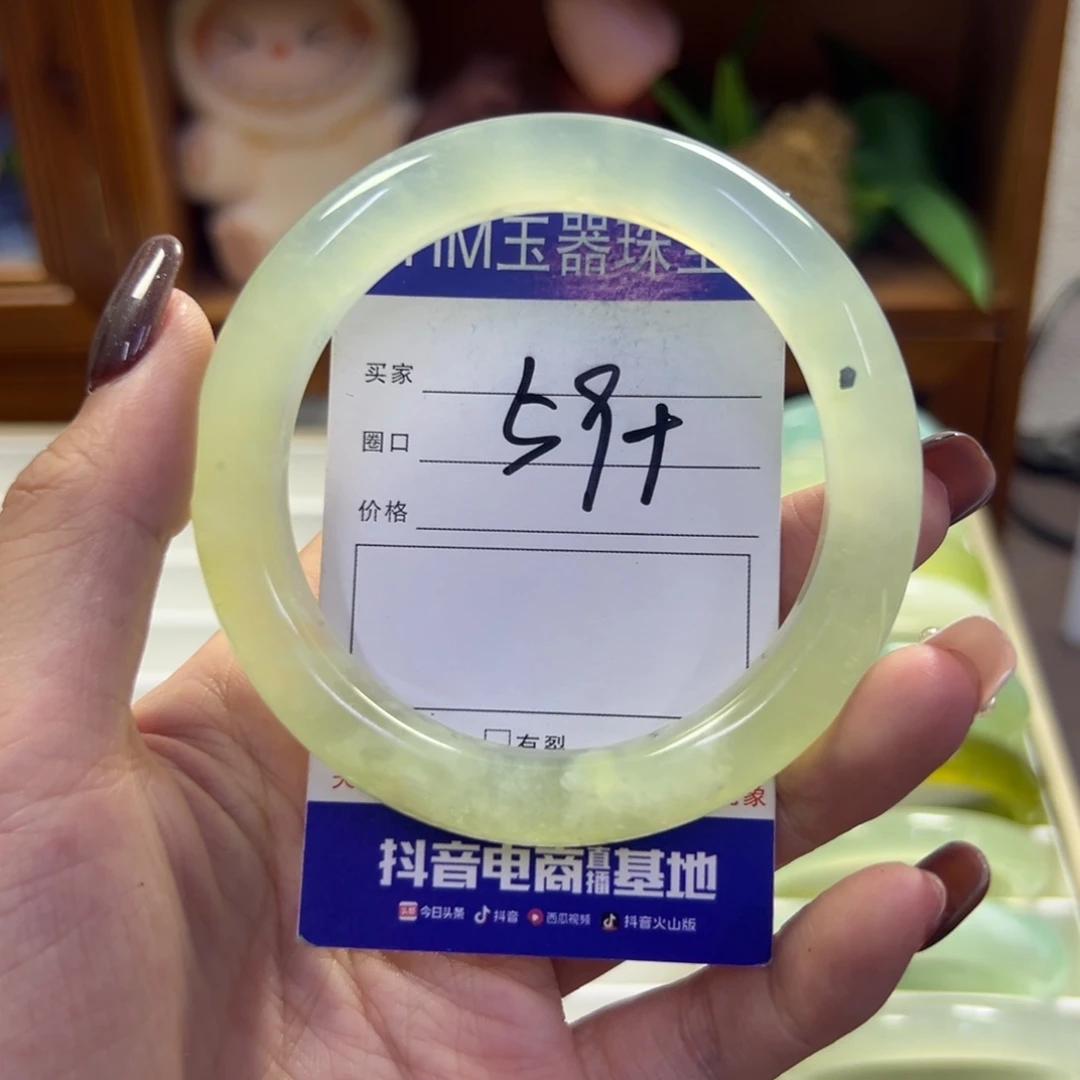 玉器珠
买家
圈口
59+
价格
有裂
抖音电商直播基地
今日头条 抖音 西瓜视频 抖音火山版